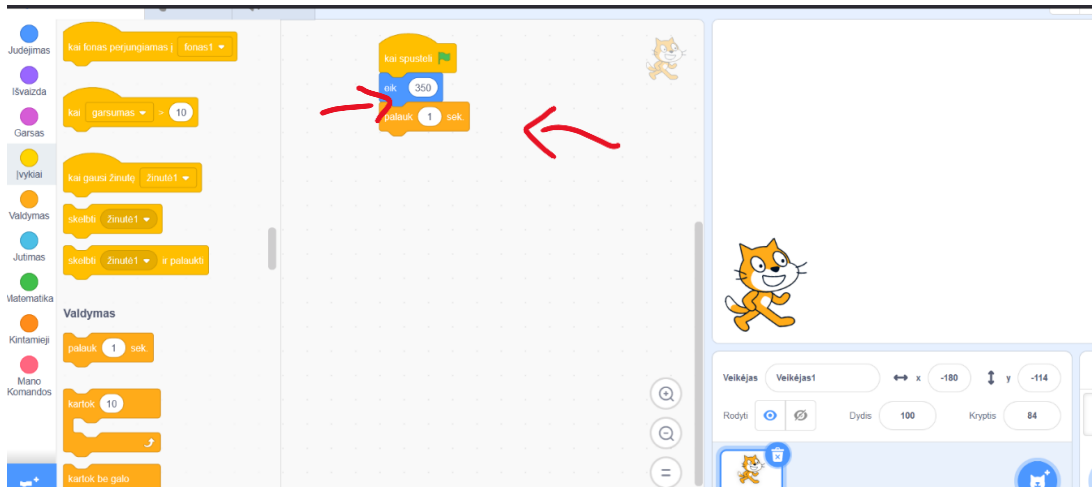 Judėjimas
Išvaizda
Garsas
Įvykiai
Valdymas
Jutimas
Matematika
Kintamieji
Mano
Komandos
kai fonas perjungiamas į fonas1
kai garsumas > 10
kai gausi žinutę žinutė1
skelbti žinutė1
skelbti žinutė1 ir palaukti
Valdymas
palauk 1 sek.
kartok 10
kartok be galo
kai spusteli
eik 350
palauk 1 sek.
Veikėjas Veikėjas1 x -180 y -114
Rodyti Dydis 100 Kryptis 84